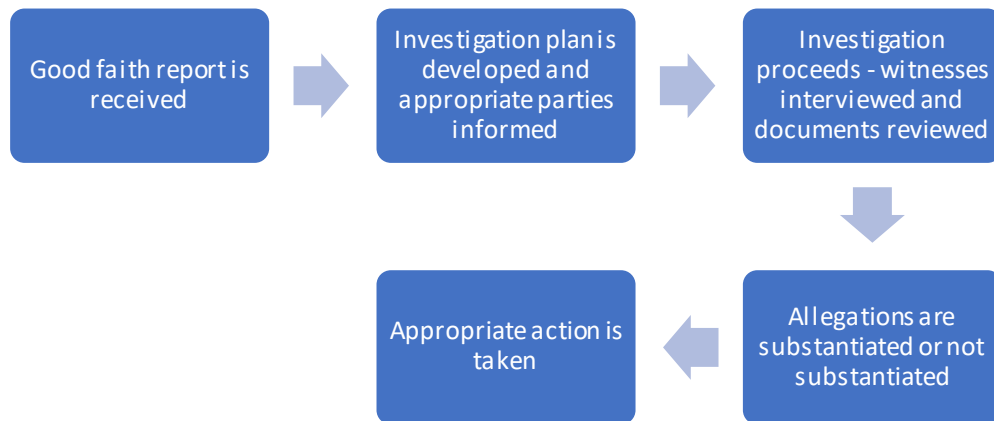 Good faith report is
received
Investigation plan is
developed and
appropriate parties
informed
Investigation
proceeds - witnesses
interviewed and
documents reviewed
Allegations are
substantiated or not
substantiated
Appropriate action is
taken